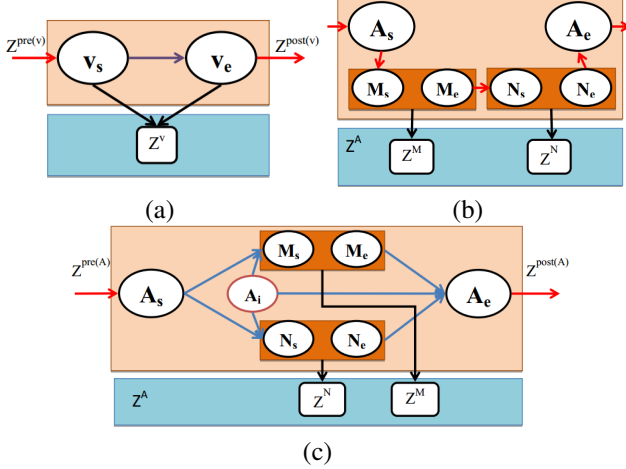 Z^pre(v) v_s v_e Z^post(v)
Z^v
(a)
A_s A_e
M_s M_e N_s N_e
Z^A
Z^M Z^N
(b)
Z^pre(A) Z^post(A)
M_s M_e
A_s A_i A_e
N_s N_e
Z^A Z^N Z^M
(c)